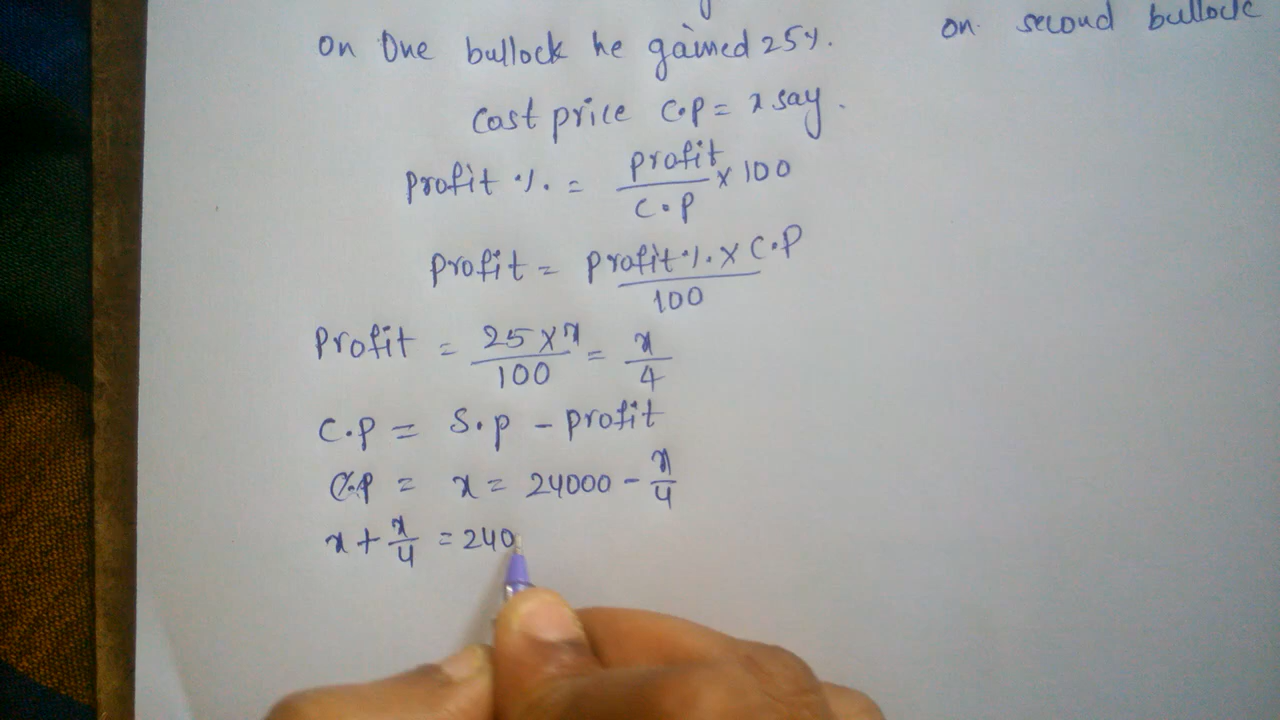 on One bullock he gained 25%.
on second bullock
Cost price C.P = x say.
Profit %. = profit/C.P x 100
Profit = Profit %. x C.P/100
Profit = 25 x x/100 = x/4
C.P = S.P - profit
C.P = x = 24000 - x/4
x + x/4 = 240